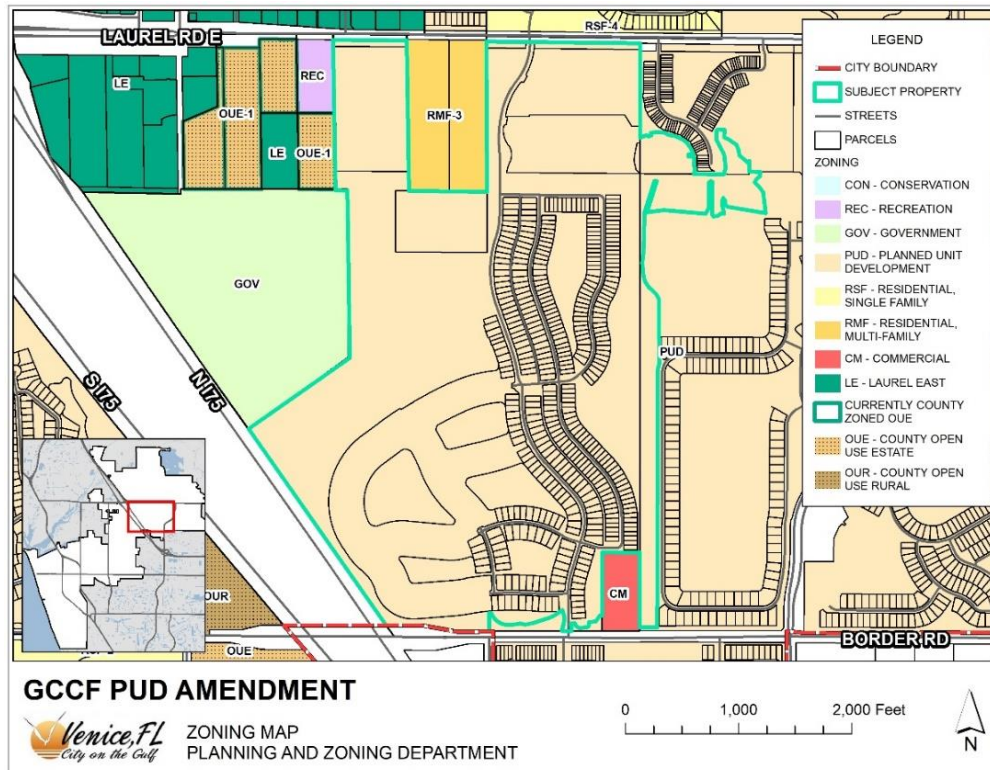 RSF-4
LAUREL RD E
LE
REC
OUE-1
RMF-3
LE
OUE-1
GOV
PUD
N I75
S I75
CM
OUR
OUE
BORDER RD
LEGEND
CITY BOUNDARY
SUBJECT PROPERTY
STREETS
PARCELS
ZONING
CON - CONSERVATION
REC - RECREATION
GOV - GOVERNMENT
PUD - PLANNED UNIT
DEVELOPMENT
RSF - RESIDENTIAL,
SINGLE FAMILY
RMF - RESIDENTIAL,
MULTI-FAMILY
CM - COMMERCIAL
LE - LAUREL EAST
CURRENTLY COUNTY
ZONED OUE
OUE - COUNTY OPEN
USE ESTATE
OUR - COUNTY OPEN
USE RURAL
GCCF PUD AMENDMENT
Venice, FL
City on the Gulf
ZONING MAP
PLANNING AND ZONING DEPARTMENT
0 1,000 2,000 Feet
N